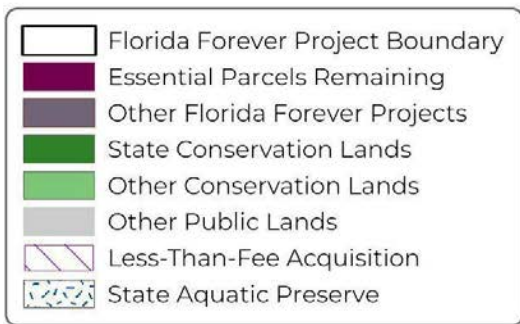 Florida Forever Project Boundary
Essential Parcels Remaining
Other Florida Forever Projects
State Conservation Lands
Other Conservation Lands
Other Public Lands
Less-Than-Fee Acquisition
State Aquatic Preserve